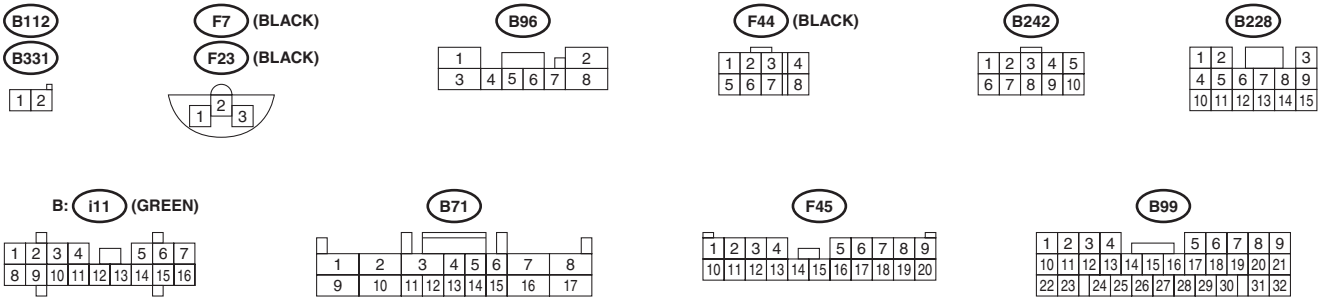 B112 F7 (BLACK) B96 F44 (BLACK) B242 B228
B331 F23 (BLACK)
1 2
1 2 3
1 2
3 4 5 6 7 8
1 2 3 4
5 6 7 8
1 2 3 4 5
6 7 8 9 10
1 2 3
4 5 6 7 8 9
10 11 12 13 14 15
B: i11 (GREEN) B71 F45 B99
1 2 3 4 5 6 7
8 9 10 11 12 13 14 15 16
1 2 3 4 5 6 7 8
9 10 11 12 13 14 15 16 17
1 2 3 4 5 6 7 8 9
10 11 12 13 14 15 16 17 18 19 20
1 2 3 4 5 6 7 8 9
10 11 12 13 14 15 16 17 18 19 20 21
22 23 24 25 26 27 28 29 30 31 32